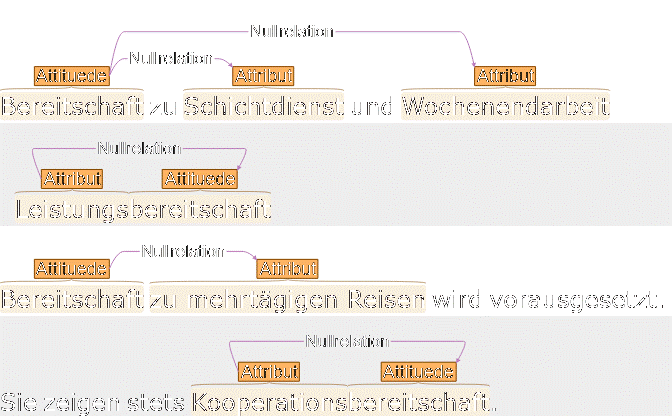 Nullrelation
Nullrelation
Attituede Attribut Attribut
Bereitschaft zu Schichtdienst und Wochenendarbeit
Nullrelation
Attribut Attituede
Leistungsbereitschaft
Nullrelation
Attituede Attribut
Bereitschaft zu mehrtägigen Reisen wird vorausgesetzt.
Nullrelation
Attribut Attituede
Sie zeigen stets Kooperationsbereitschaft.